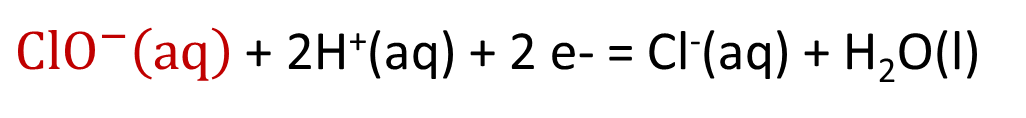 ClO⁻(aq) + 2H⁺(aq) + 2 e- = Cl⁻(aq) + H₂O(l)